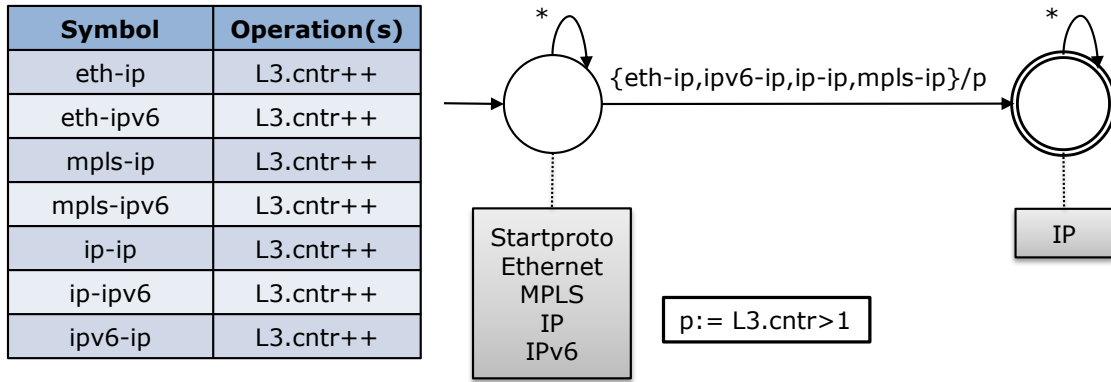 Symbol Operation(s)
eth-ip L3.cntr++
eth-ipv6 L3.cntr++
mpls-ip L3.cntr++
mpls-ipv6 L3.cntr++
ip-ip L3.cntr++
ip-ipv6 L3.cntr++
ipv6-ip L3.cntr++
*
*
{eth-ip,ipv6-ip,ip-ip,mpls-ip}/p
Startproto
Ethernet
MPLS
IP
IPv6
IP
p:= L3.cntr>1